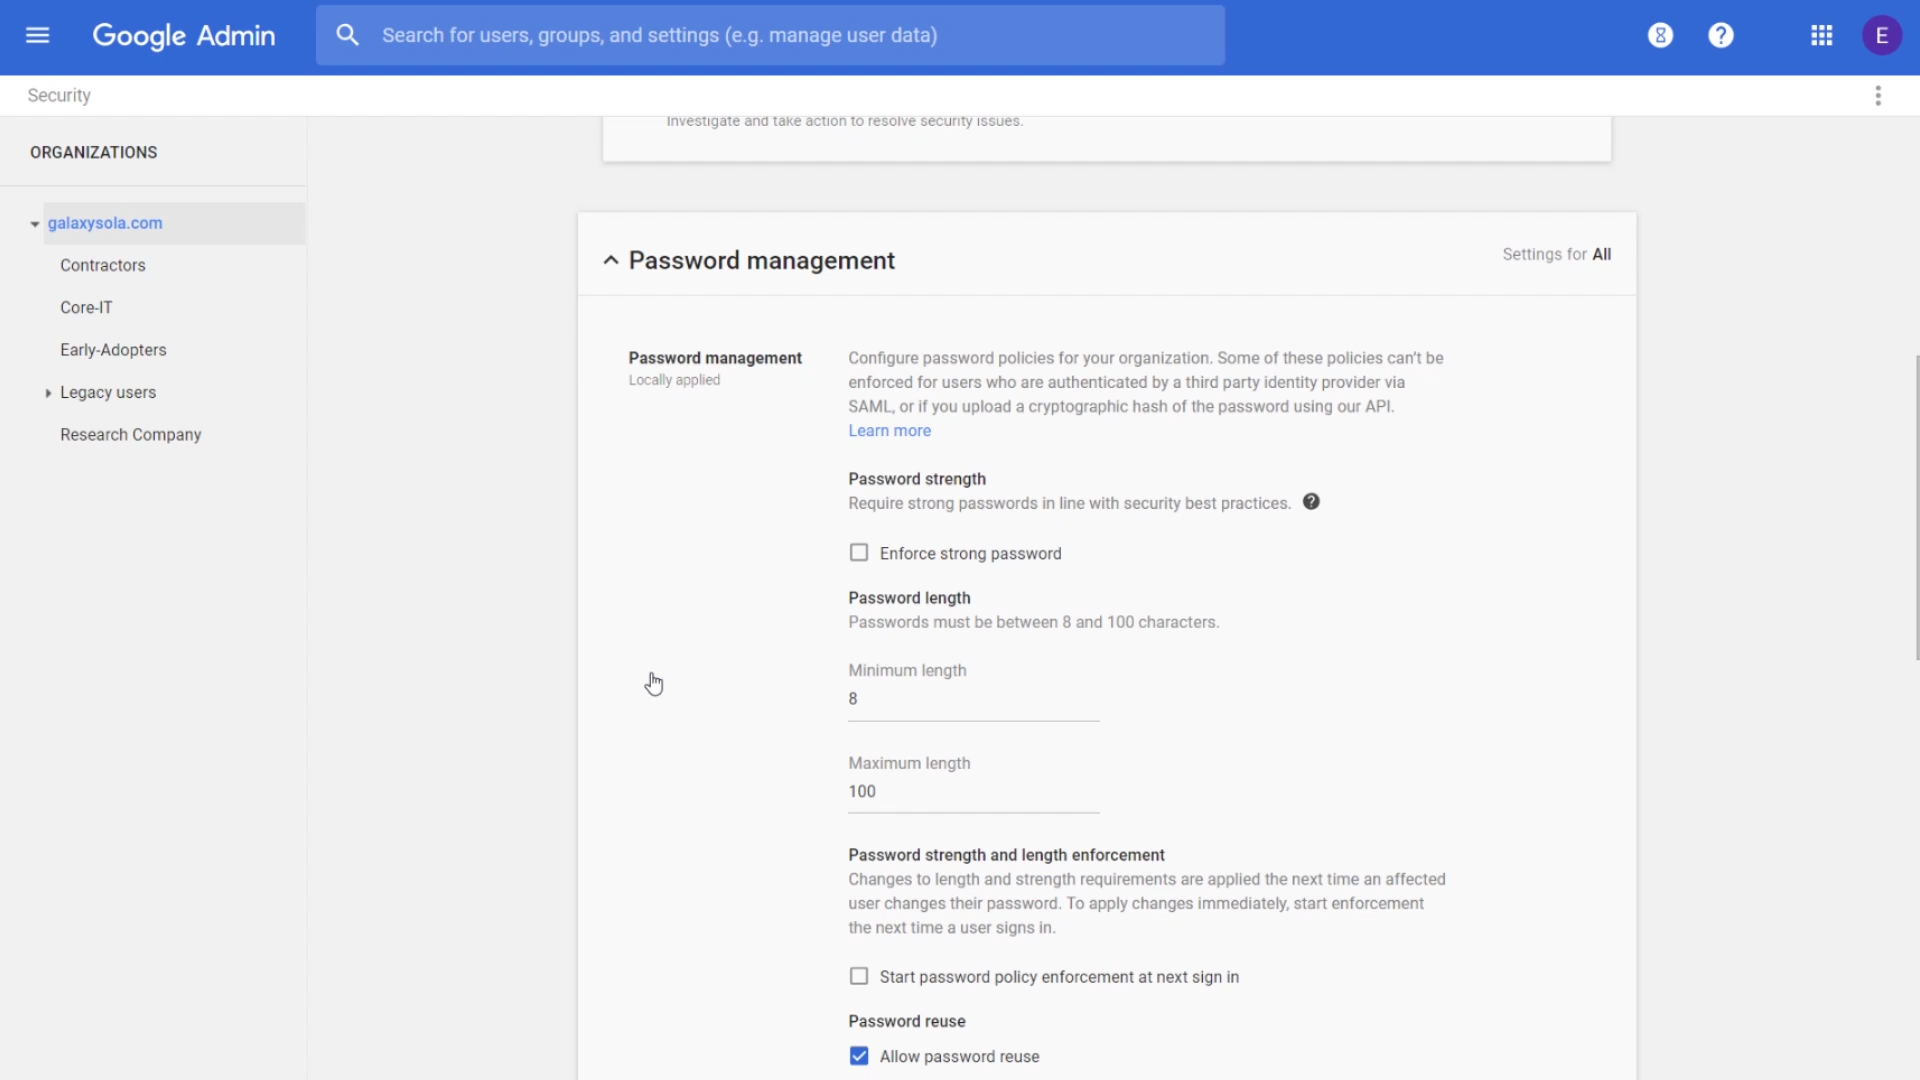 Google Admin
Search for users, groups, and settings (e.g. manage user data)
E
Security
ORGANIZATIONS
galaxysola.com
Contractors
Core-IT
Early-Adopters
Legacy users
Research Company
Investigate and take action to resolve security issues.
Password management
Settings for All
Password management
Locally applied
Configure password policies for your organization. Some of these policies can't be
enforced for users who are authenticated by a third party identity provider via
SAML, or if you upload a cryptographic hash of the password using our API.
Learn more
Password strength
Require strong passwords in line with security best practices.
Enforce strong password
Password length
Passwords must be between 8 and 100 characters.
Minimum length
8
Maximum length
100
Password strength and length enforcement
Changes to length and strength requirements are applied the next time an affected
user changes their password. To apply changes immediately, start enforcement
the next time a user signs in.
Start password policy enforcement at next sign in
Password reuse
Allow password reuse